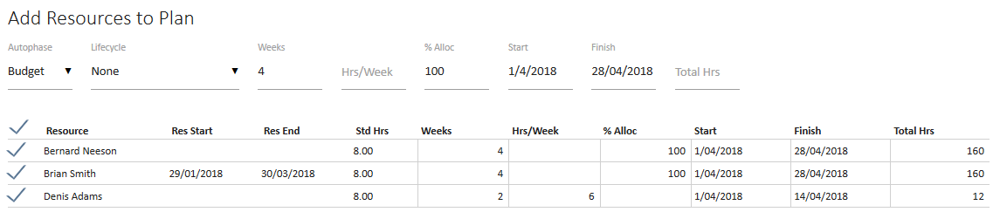 Add Resources to Plan
Autophase Lifecycle Weeks % Alloc Start Finish
Budget None 4 Hrs/Week 100 1/4/2018 28/04/2018 Total Hrs
Resource Res Start Res End Std Hrs Weeks Hrs/Week % Alloc Start Finish Total Hrs
Bernard Neeson 8.00 4 100 1/04/2018 28/04/2018 160
Brian Smith 29/01/2018 30/03/2018 8.00 4 100 1/04/2018 28/04/2018 160
Denis Adams 8.00 2 6 1/04/2018 14/04/2018 12